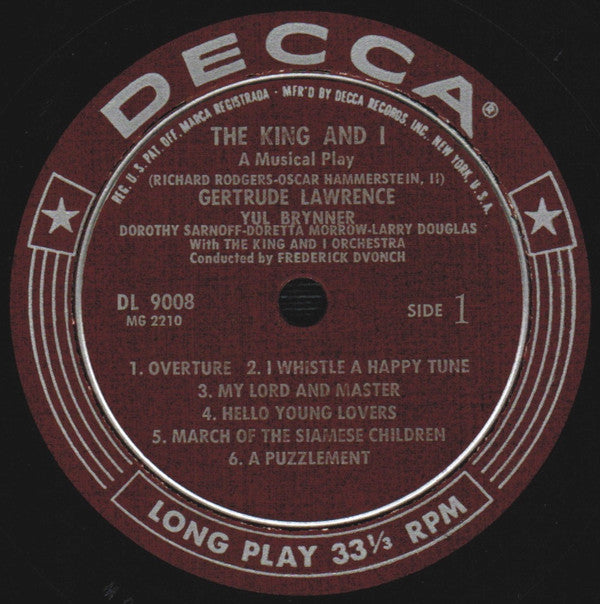 DECCA®
REG. U.S. PAT. OFF. MARCA REGISTRADA · MFR'D BY DECCA RECORDS, INC. NEW YORK, U.S.A.
THE KING AND I
A Musical Play
(RICHARD RODGERS-OSCAR HAMMERSTEIN, II)
GERTRUDE LAWRENCE
YUL BRYNNER
DOROTHY SARNOFF-DORETTA MORROW-LARRY DOUGLAS
With THE KING AND I ORCHESTRA
Conducted by FREDERICK DVONCH
DL 9008
MG 2210
SIDE 1
1. OVERTURE 2. I WHISTLE A HAPPY TUNE
3. MY LORD AND MASTER
4. HELLO YOUNG LOVERS
5. MARCH OF THE SIAMESE CHILDREN
6. A PUZZLEMENT
LONG PLAY 33⅓ RPM